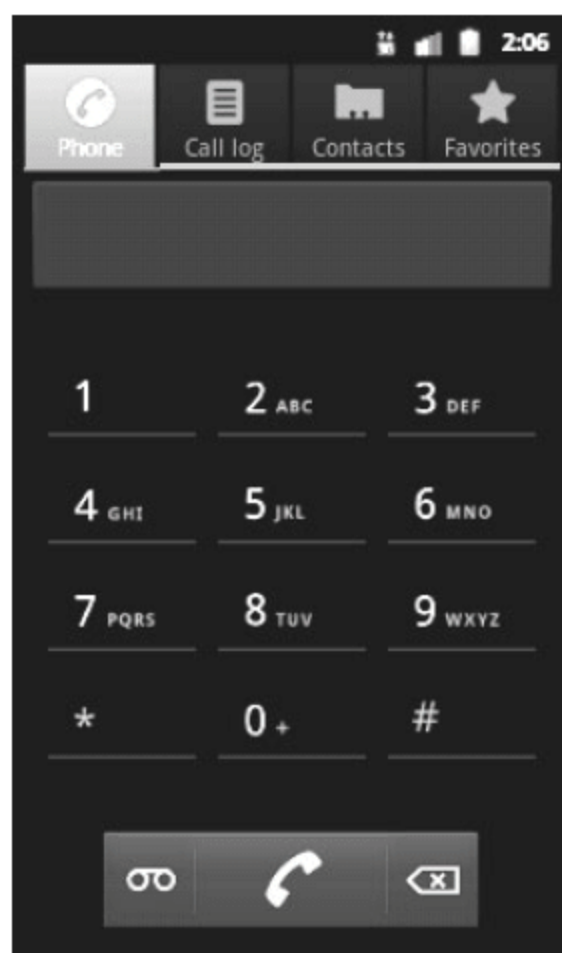 2:06
Phone Call log Contacts Favorites
1 2 ABC 3 DEF
4 GHI 5 JKL 6 MNO
7 PQRS 8 TUV 9 WXYZ
* 0 + #